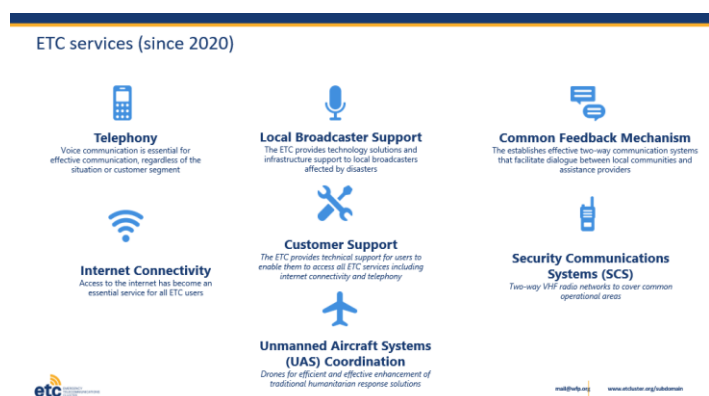 ETC services (since 2020)
Telephony
Voice communication is essential for
effective communication, regardless of the
situation or customer segment
Local Broadcaster Support
The ETC provides technology solutions and
infrastructure support to local broadcasters
affected by disasters
Common Feedback Mechanism
The establishes effective two-way communication systems
that facilitate dialogue between local communities and
assistance providers
Internet Connectivity
Access to the internet has become an
essential service for all ETC users
Customer Support
The ETC provides technical support for users to
enable them to access all ETC services including
internet connectivity and telephony
Security Communications
Systems (SCS)
Two-way VHF radio networks to cover common
operational areas
Unmanned Aircraft Systems
(UAS) Coordination
Drones for efficient and effective enhancement of
traditional humanitarian response solutions
etc
mail@wfp.org
www.etcluster.org/subdomain